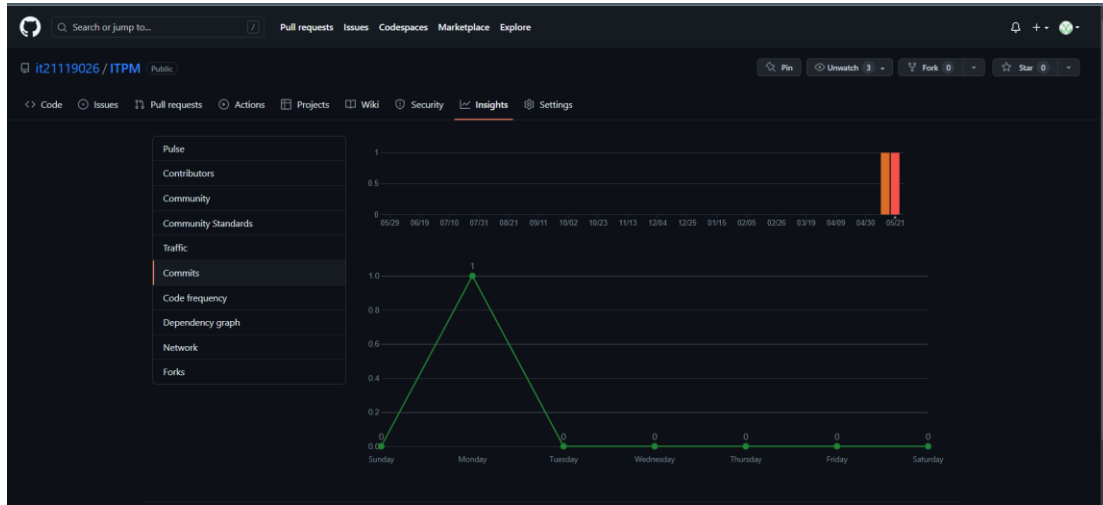 Search or jump to... / Pull requests Issues Codespaces Marketplace Explore
it21119026 / ITPM Public Pin Unwatch 3 Fork 0 Star 0
Code Issues Pull requests Actions Projects Wiki Security Insights Settings
Pulse
Contributors
Community
Community Standards
Traffic
Commits
Code frequency
Dependency graph
Network
Forks
1
0.5
0
05/29 06/19 07/10 07/31 08/21 09/11 10/02 10/23 11/13 12/04 12/25 01/15 02/05 02/26 03/19 04/09 04/30 05/21
1
1.0
0.8
0.6
0.4
0.2
0 0 0 0 0 0
0.0
Sunday Monday Tuesday Wednesday Thursday Friday Saturday